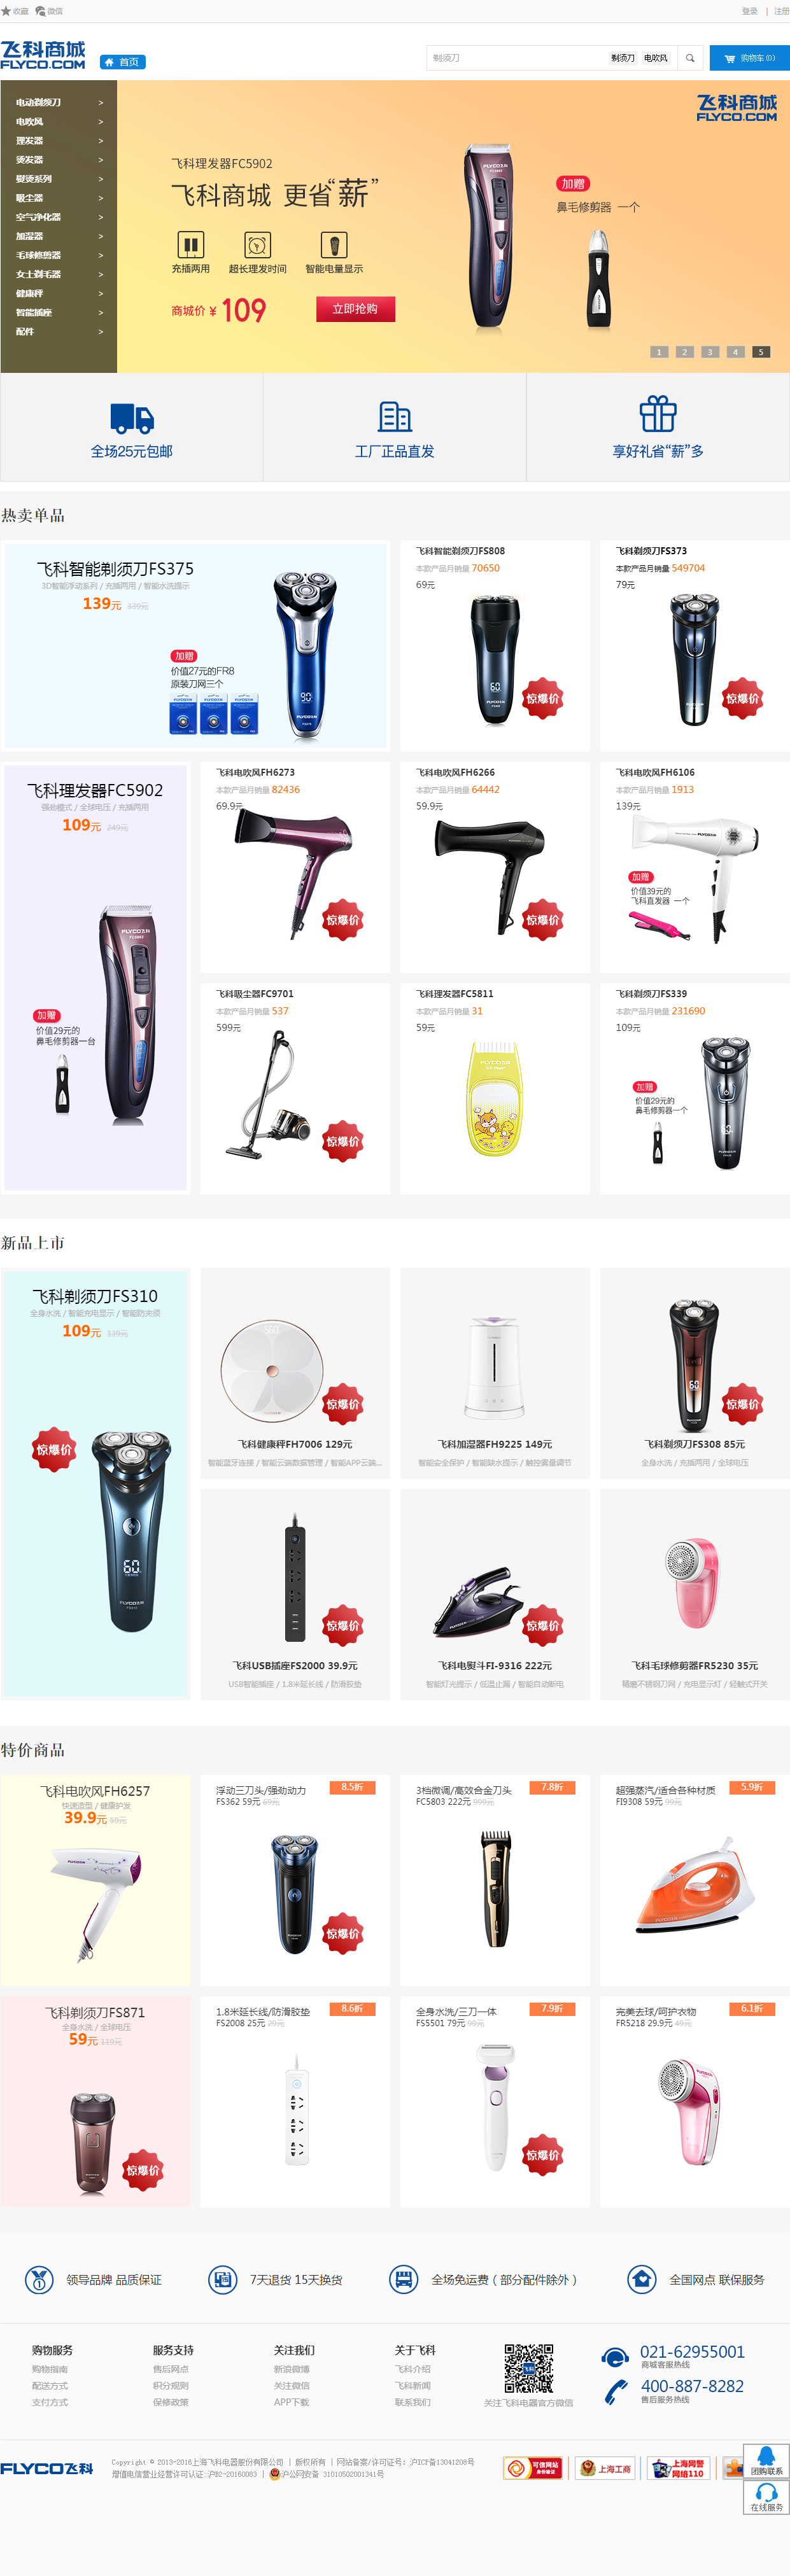 收藏 微信
登录 | 注册
飞科商城
FLYCO.COM
首页
剃须刀 剃须刀 电吹风
购物车(0)
电动剃须刀 >
电吹风 >
理发器 >
烫发器 >
熨烫系列 >
吸尘器 >
空气净化器 >
加湿器 >
毛球修剪器 >
女士剃毛器 >
健康秤 >
智能插座 >
配件 >
飞科商城
FLYCO.COM
飞科理发器FC5902
飞科商城 更省“薪”
充插两用 超长理发时间 智能电量显示
商城价 ¥ 109 立即抢购
加赠
鼻毛修剪器 一个
1 2 3 4 5
全场25元包邮 工厂正品直发 享好礼省“薪”多
热卖单品
飞科智能剃须刀FS375
3D智能浮动系列 / 充插两用 / 智能水洗提示
139元 339元
加赠
价值27元的FR8
原装刀网三个
飞科智能剃须刀FS808
本款产品月销量 70650
69元
惊爆价
飞科剃须刀FS373
本款产品月销量 549704
79元
惊爆价
飞科理发器FC5902
强劲模式 / 全球电压 / 充插两用
109元 249元
加赠
价值29元的
鼻毛修剪器一台
飞科电吹风FH6273
本款产品月销量 82436
69.9元
惊爆价
飞科电吹风FH6266
本款产品月销量 64442
59.9元
惊爆价
飞科电吹风FH6106
本款产品月销量 1913
139元
加赠
价值39元的
飞科直发器 一个
飞科吸尘器FC9701
本款产品月销量 537
599元
惊爆价
飞科理发器FC5811
本款产品月销量 31
59元
飞科剃须刀FS339
本款产品月销量 231690
109元
加赠
价值29元的
鼻毛修剪器一个
新品上市
飞科剃须刀FS310
全身水洗 / 智能充电显示 / 智能防夹须
109元 139元
惊爆价
惊爆价
飞科健康秤FH7006 129元
智能蓝牙连接 / 智能云端数据管理 / 智能APP云端...
飞科加湿器FH9225 149元
智能安全保护 / 智能缺水提示 / 触控雾量调节
惊爆价
飞科剃须刀FS308 85元
全身水洗 / 充插两用 / 全球电压
惊爆价
飞科USB插座FS2000 39.9元
USB智能插座 / 1.8米延长线 / 防滑胶垫
惊爆价
飞科电熨斗FI-9316 222元
智能灯光提示 / 低温止漏 / 智能自动断电
飞科毛球修剪器FR5230 35元
精磨不锈钢刀网 / 充电显示灯 / 轻触式开关
特价商品
飞科电吹风FH6257
快速造型 / 健康护发
39.9元 59元
8.5折
浮动三刀头/强劲动力
FS362 59元 69元
惊爆价
7.8折
3档微调/高效合金刀头
FC5803 222元 999元
5.9折
超强蒸汽/适合各种材质
FI9308 59元 99元
飞科剃须刀FS871
全身水洗 / 全球电压
59元 119元
惊爆价
8.6折
1.8米延长线/防滑胶垫
FS2008 25元 29元
7.9折
全身水洗/三刀一体
FS5501 79元 99元
惊爆价
6.1折
完美去球/呵护衣物
FR5218 29.9元 49元
领导品牌 品质保证 7天退货 15天换货 全场免运费（部分配件除外） 全国网点 联保服务
购物服务
购物指南
配送方式
支付方式
服务支持
售后网点
积分规则
保修政策
关注我们
新浪微博
关注微信
APP下载
关于飞科
飞科介绍
飞科新闻
联系我们
关注飞科电器官方微信
021-62955001
商城客服热线
400-887-8282
售后服务热线
FLYCO飞科
Copyright © 2013-2016上海飞科电器股份有限公司 | 版权所有 | 网站备案/许可证号: 沪ICP备13041208号
增值电信营业经营许可认证:沪B2-20160083 | 沪公网安备 31010502001341号
可信网站
身份验证
上海工商
上海网警
网络110
团购联系
在线服务